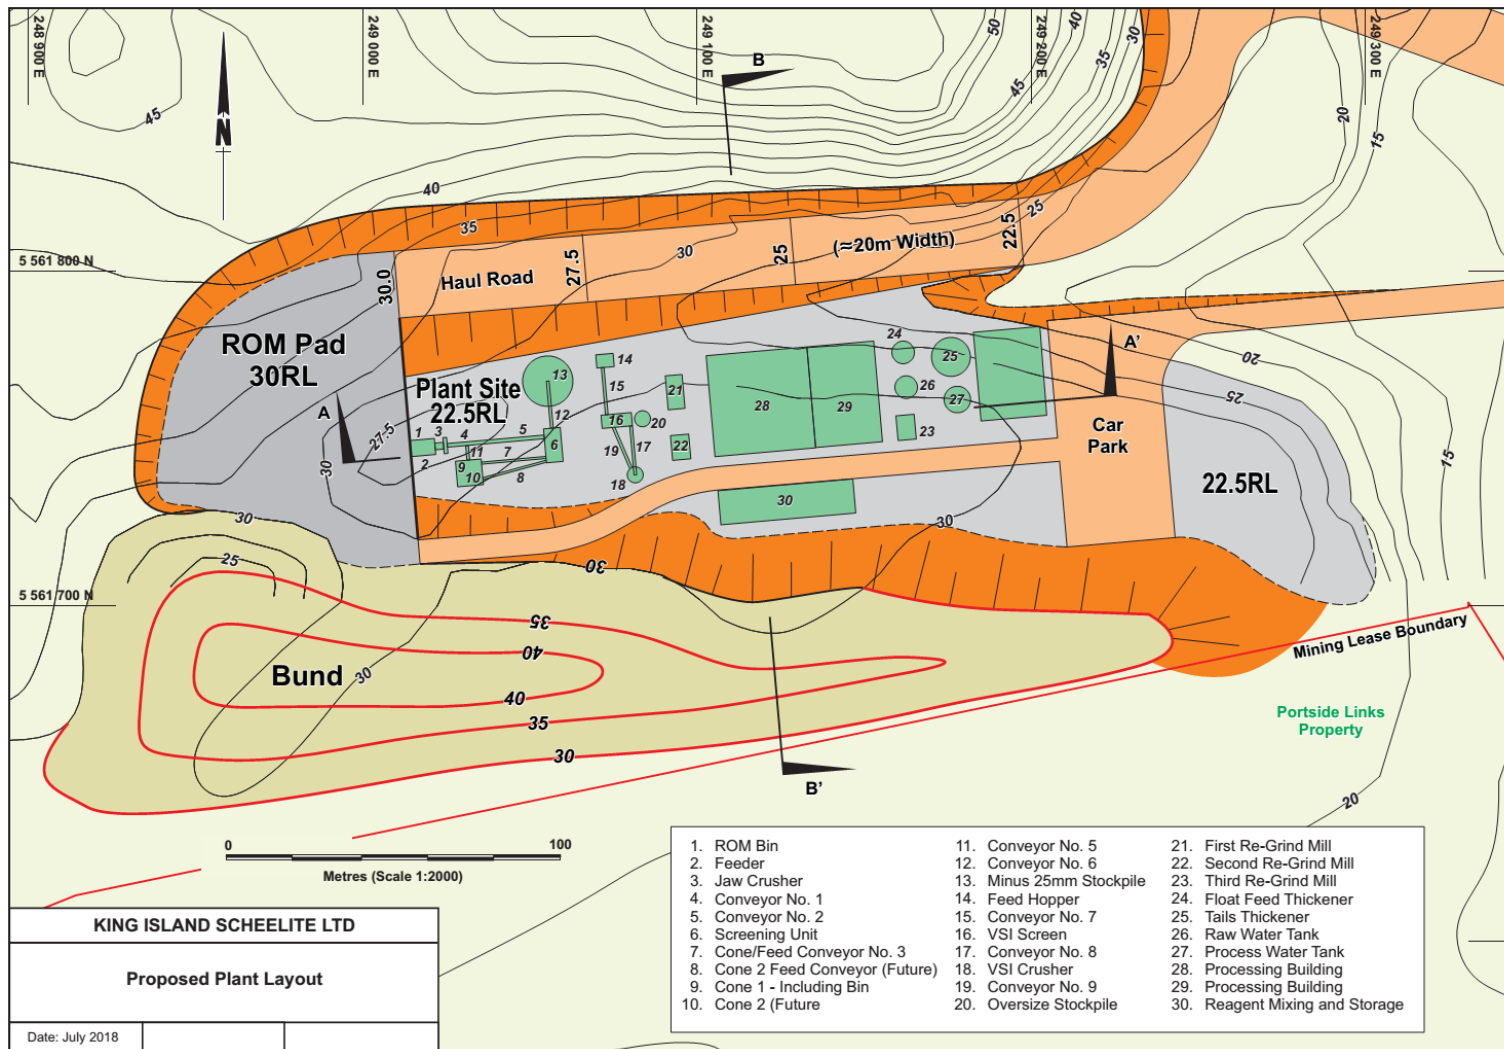 248 900 E
249 000 E
249 100 E
249 200 E
249 300 E
50
40
35
30
45
45
20
15
B
N
40
35
25
5 561 800 N
30.0
Haul Road
27.5
30
25
(≈20m Width)
22.5
ROM Pad
30RL
Plant Site
22.5RL
A
A'
27.5
30
1
2
3
4
5
6
7
8
9
10
11
12
13
14
15
16
17
18
19
20
21
22
23
24
25
26
27
28
29
30
Car
Park
20
25
15
22.5RL
30
30
25
30
5 561 700 N
35
40
Bund
30
40
35
30
Mining Lease Boundary
Portside Links
Property
B'
20
0
100
Metres (Scale 1:2000)
1. ROM Bin
2. Feeder
3. Jaw Crusher
4. Conveyor No. 1
5. Conveyor No. 2
6. Screening Unit
7. Cone/Feed Conveyor No. 3
8. Cone 2 Feed Conveyor (Future)
9. Cone 1 - Including Bin
10. Cone 2 (Future
11. Conveyor No. 5
12. Conveyor No. 6
13. Minus 25mm Stockpile
14. Feed Hopper
15. Conveyor No. 7
16. VSI Screen
17. Conveyor No. 8
18. VSI Crusher
19. Conveyor No. 9
20. Oversize Stockpile
21. First Re-Grind Mill
22. Second Re-Grind Mill
23. Third Re-Grind Mill
24. Float Feed Thickener
25. Tails Thickener
26. Raw Water Tank
27. Process Water Tank
28. Processing Building
29. Processing Building
30. Reagent Mixing and Storage
KING ISLAND SCHEELITE LTD
Proposed Plant Layout
Date: July 2018